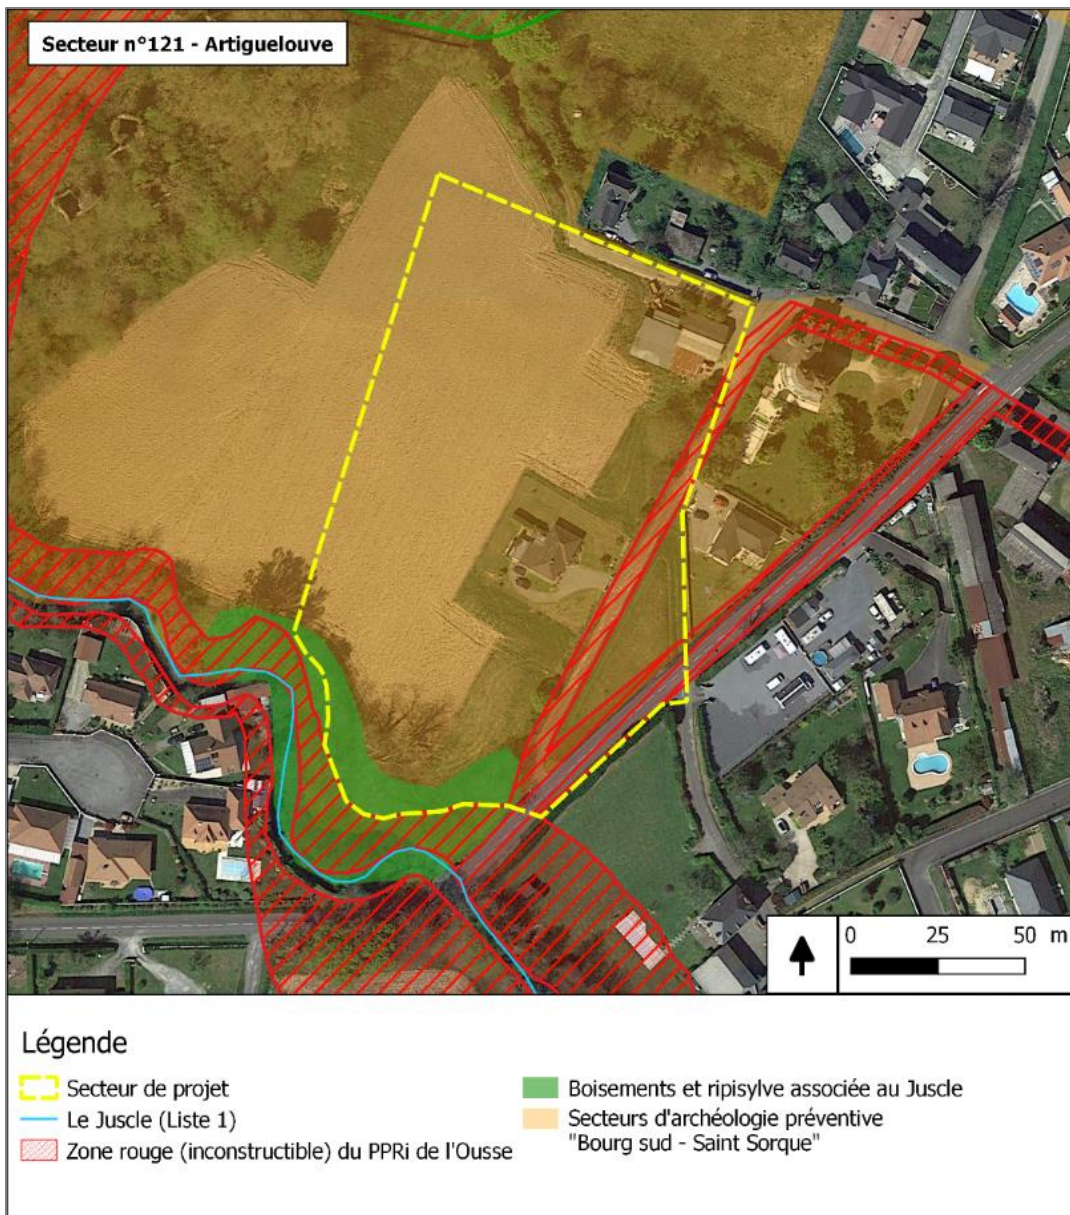 Secteur n°121 - Artiguelouve
0 25 50 m
Légende
Secteur de projet
Le Juscle (Liste 1)
Zone rouge (inconstructible) du PPRi de l'Ousse
Boisements et ripisylve associée au Juscle
Secteurs d'archéologie préventive
"Bourg sud - Saint Sorque"